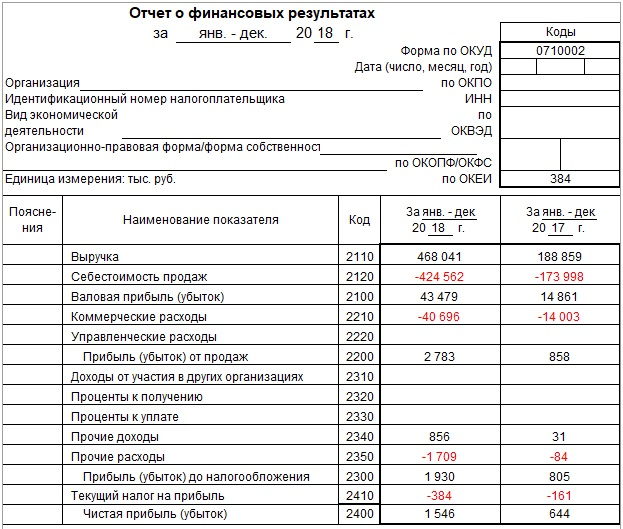 Отчет о финансовых результатах
за янв. - дек. 20 18 г.
Коды
Форма по ОКУД 0710002
Дата (число, месяц, год)
Организация по ОКПО
Идентификационный номер налогоплательщика ИНН
Вид экономической по
деятельности ОКВЭД
Организационно-правовая форма/форма собственност
по ОКОПФ/ОКФС
Единица измерения: тыс. руб. по ОКЕИ 384
Поясне-
ния
Наименование показателя
Код
За янв. - дек
20 18 г.
За янв. - дек
20 17 г.
Выручка 2110 468 041 188 859
Себестоимость продаж 2120 -424 562 -173 998
Валовая прибыль (убыток) 2100 43 479 14 861
Коммерческие расходы 2210 -40 696 -14 003
Управленческие расходы 2220
Прибыль (убыток) от продаж 2200 2 783 858
Доходы от участия в других организациях 2310
Проценты к получению 2320
Проценты к уплате 2330
Прочие доходы 2340 856 31
Прочие расходы 2350 -1 709 -84
Прибыль (убыток) до налогообложения 2300 1 930 805
Текущий налог на прибыль 2410 -384 -161
Чистая прибыль (убыток) 2400 1 546 644